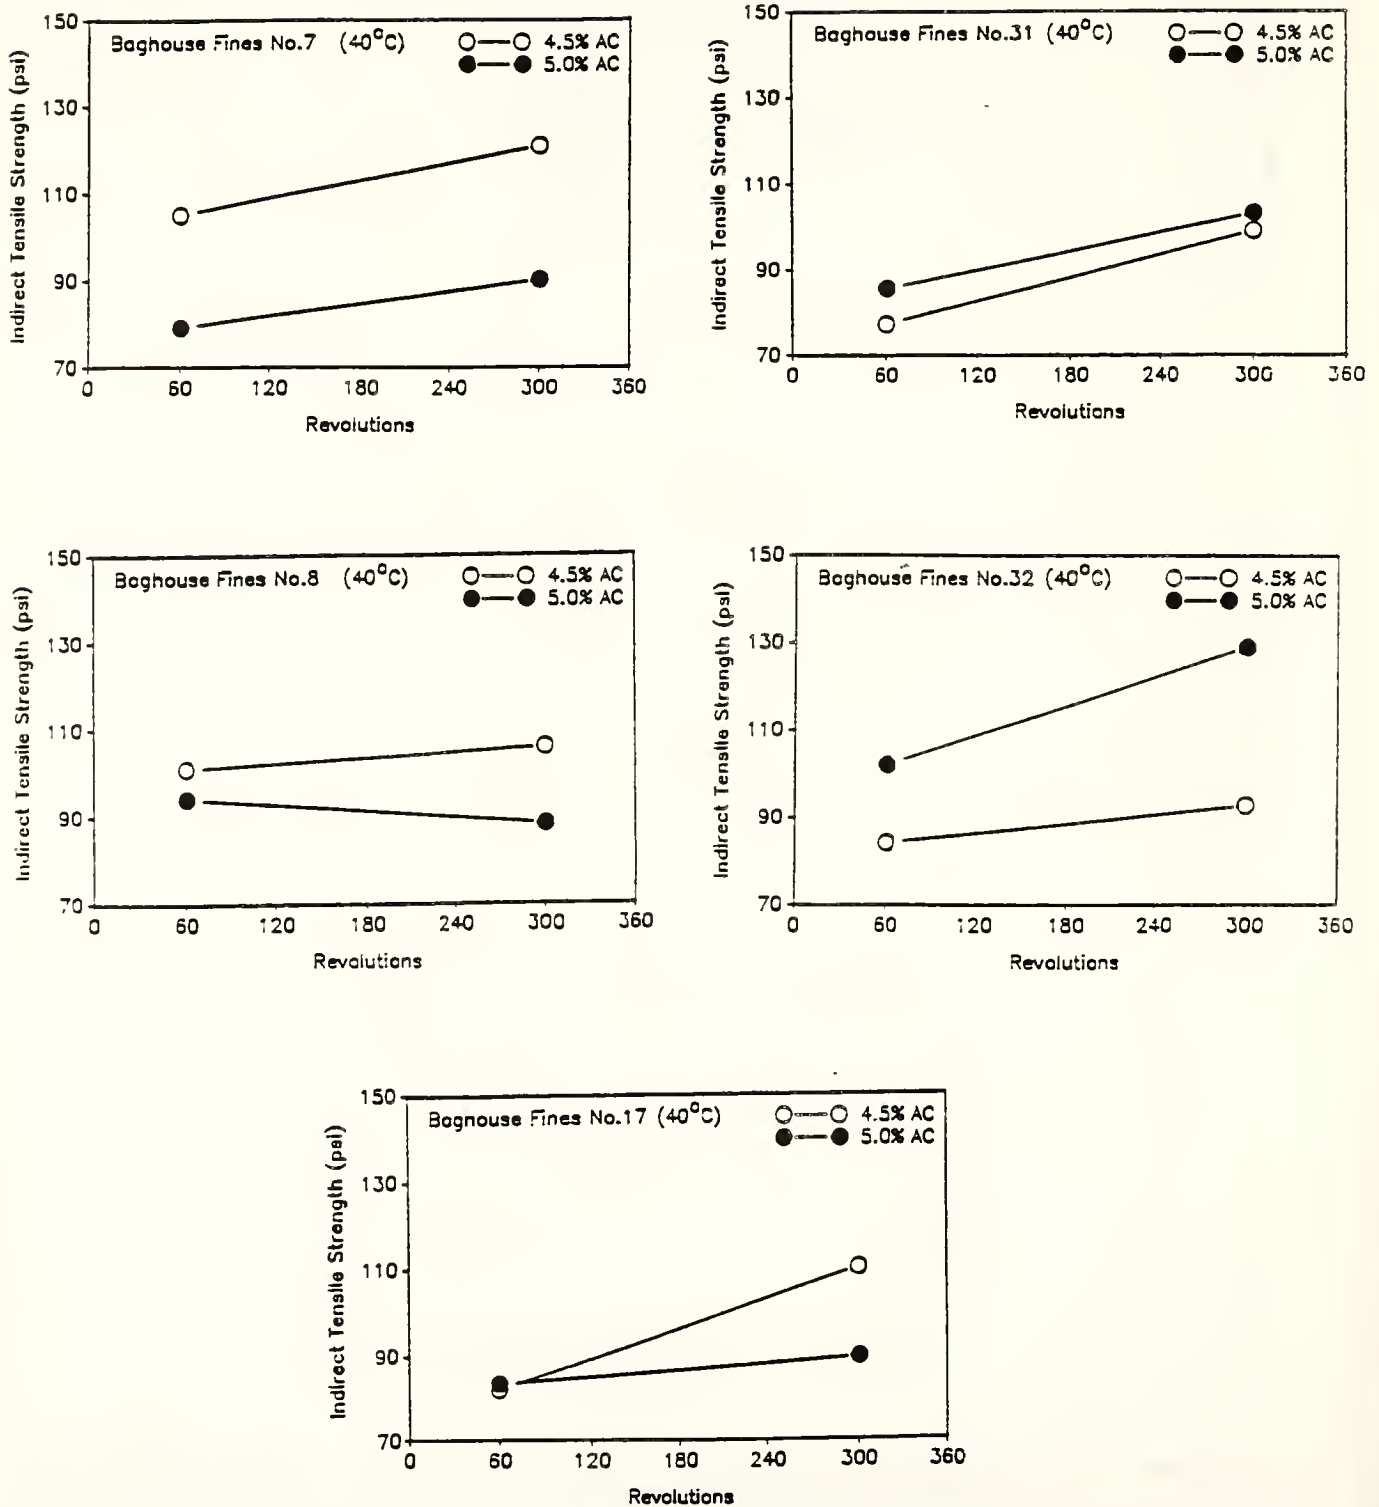 Baghouse Fines No.7 (40°C)
4.5% AC
5.0% AC
Indirect Tensile Strength (psi)
150
130
110
90
70
0 60 120 180 240 300 360
Revolutions
Baghouse Fines No.31 (40°C)
4.5% AC
5.0% AC
Indirect Tensile Strength (psi)
150
130
110
90
70
0 60 120 180 240 300 360
Revolutions
Baghouse Fines No.8 (40°C)
4.5% AC
5.0% AC
Indirect Tensile Strength (psi)
150
130
110
90
70
0 60 120 180 240 300 360
Revolutions
Baghouse Fines No.32 (40°C)
4.5% AC
5.0% AC
Indirect Tensile Strength (psi)
150
130
110
90
70
0 60 120 180 240 300 360
Revolutions
Baghouse Fines No.17 (40°C)
4.5% AC
5.0% AC
Indirect Tensile Strength (psi)
150
130
110
90
70
0 60 120 180 240 300 360
Revolutions